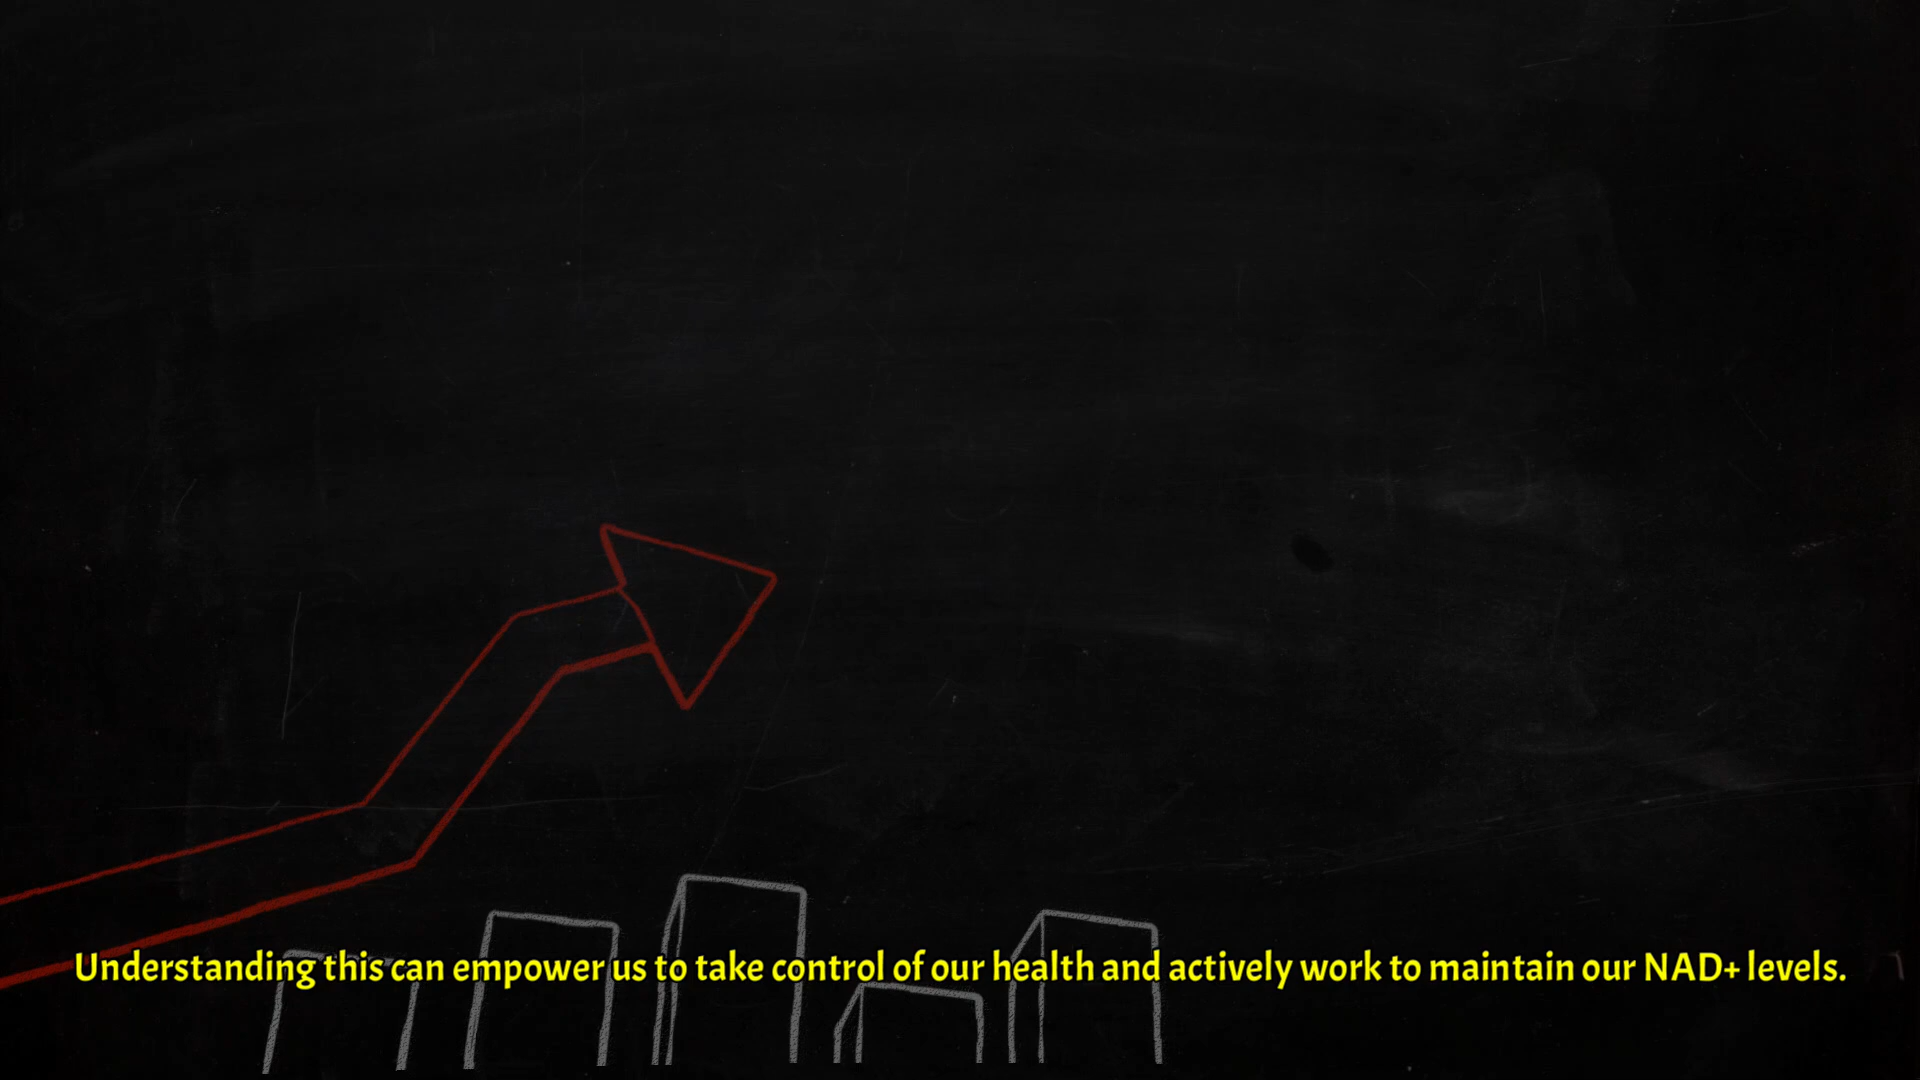 Understanding this can empower us to take control of our health and actively work to maintain our NAD+ levels.